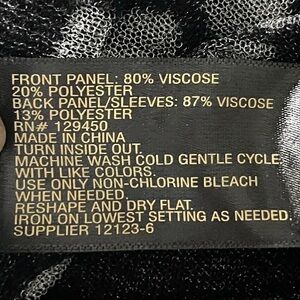 FRONT PANEL: 80% VISCOSE
20% POLYESTER
BACK PANEL/SLEEVES: 87% VISCOSE
13% POLYESTER
RN# 129450
MADE IN CHINA
TURN INSIDE OUT.
MACHINE WASH COLD GENTLE CYCLE
WITH LIKE COLORS.
USE ONLY NON-CHLORINE BLEACH
WHEN NEEDED
RESHAPE AND DRY FLAT.
IRON ON LOWEST SETTING AS NEEDED.
SUPPLIER 12123-6